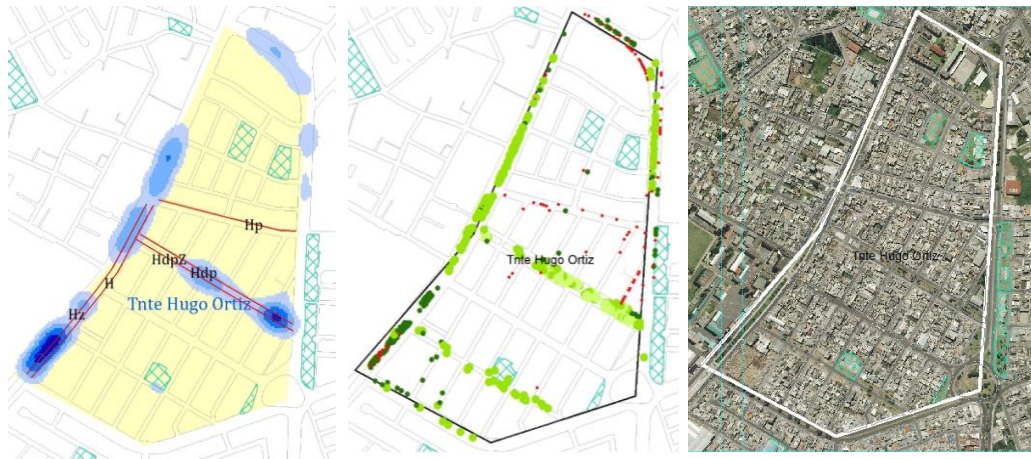 Hp
HdpZ
Hdp
H
Tnte Hugo Ortiz
Hz
Tnte Hugo Ortiz
Tnte Hugo Ortiz